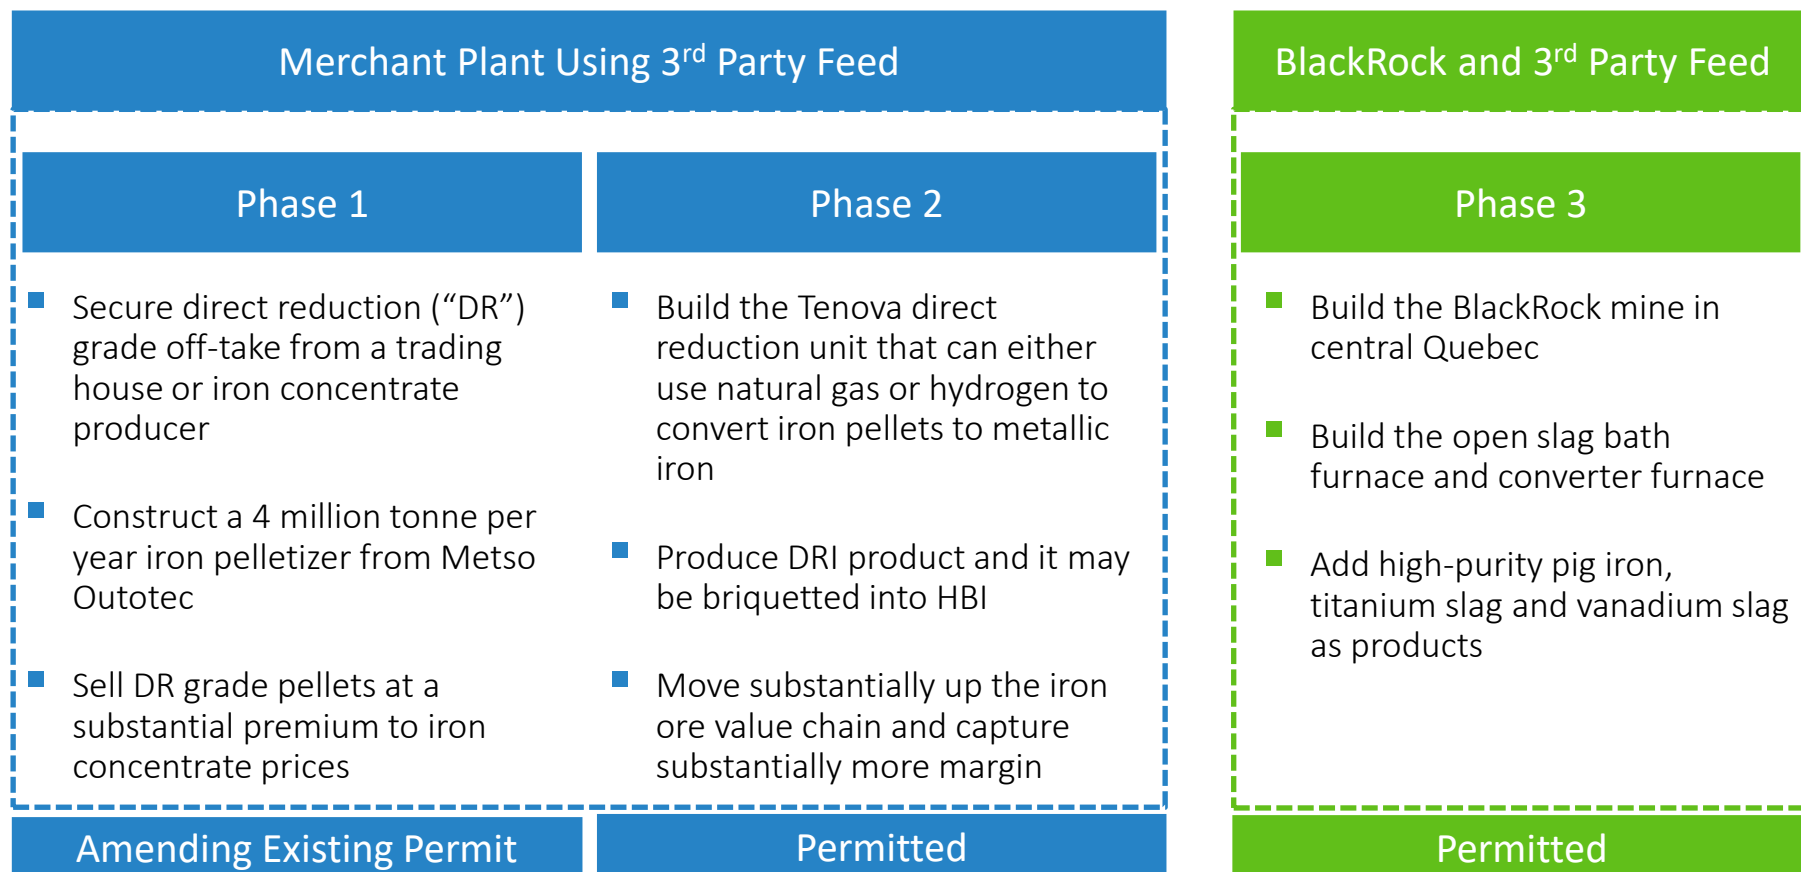 Merchant Plant Using 3rd Party Feed
Phase 1
Secure direct reduction (“DR”)
grade off-take from a trading
house or iron concentrate
producer
Construct a 4 million tonne per
year iron pelletizer from Metso
Outotec
Sell DR grade pellets at a
substantial premium to iron
concentrate prices
Amending Existing Permit
Phase 2
Build the Tenova direct
reduction unit that can either
use natural gas or hydrogen to
convert iron pellets to metallic
iron
Produce DRI product and it may
be briquetted into HBI
Move substantially up the iron
ore value chain and capture
substantially more margin
Permitted
BlackRock and 3rd Party Feed
Phase 3
Build the BlackRock mine in
central Quebec
Build the open slag bath
furnace and converter furnace
Add high-purity pig iron,
titanium slag and vanadium slag
as products
Permitted